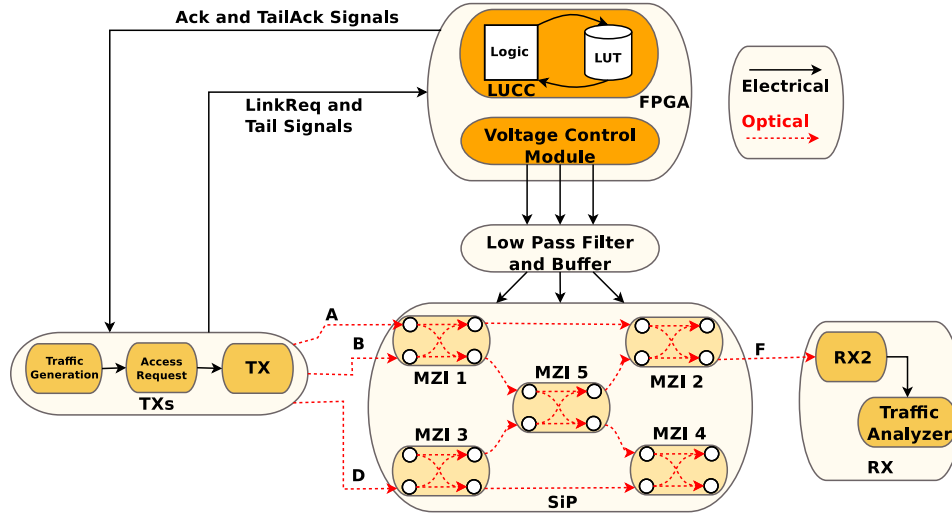 Ack and TailAck Signals
LinkReq and
Tail Signals
Logic
LUT
LUCC
FPGA
Voltage Control
Module
Electrical
Optical
Low Pass Filter
and Buffer
A
B
D
F
Traffic
Generation
Access
Request
TX
TXs
MZI 1
MZI 2
MZI 5
MZI 3
MZI 4
SiP
RX2
Traffic
Analyzer
RX